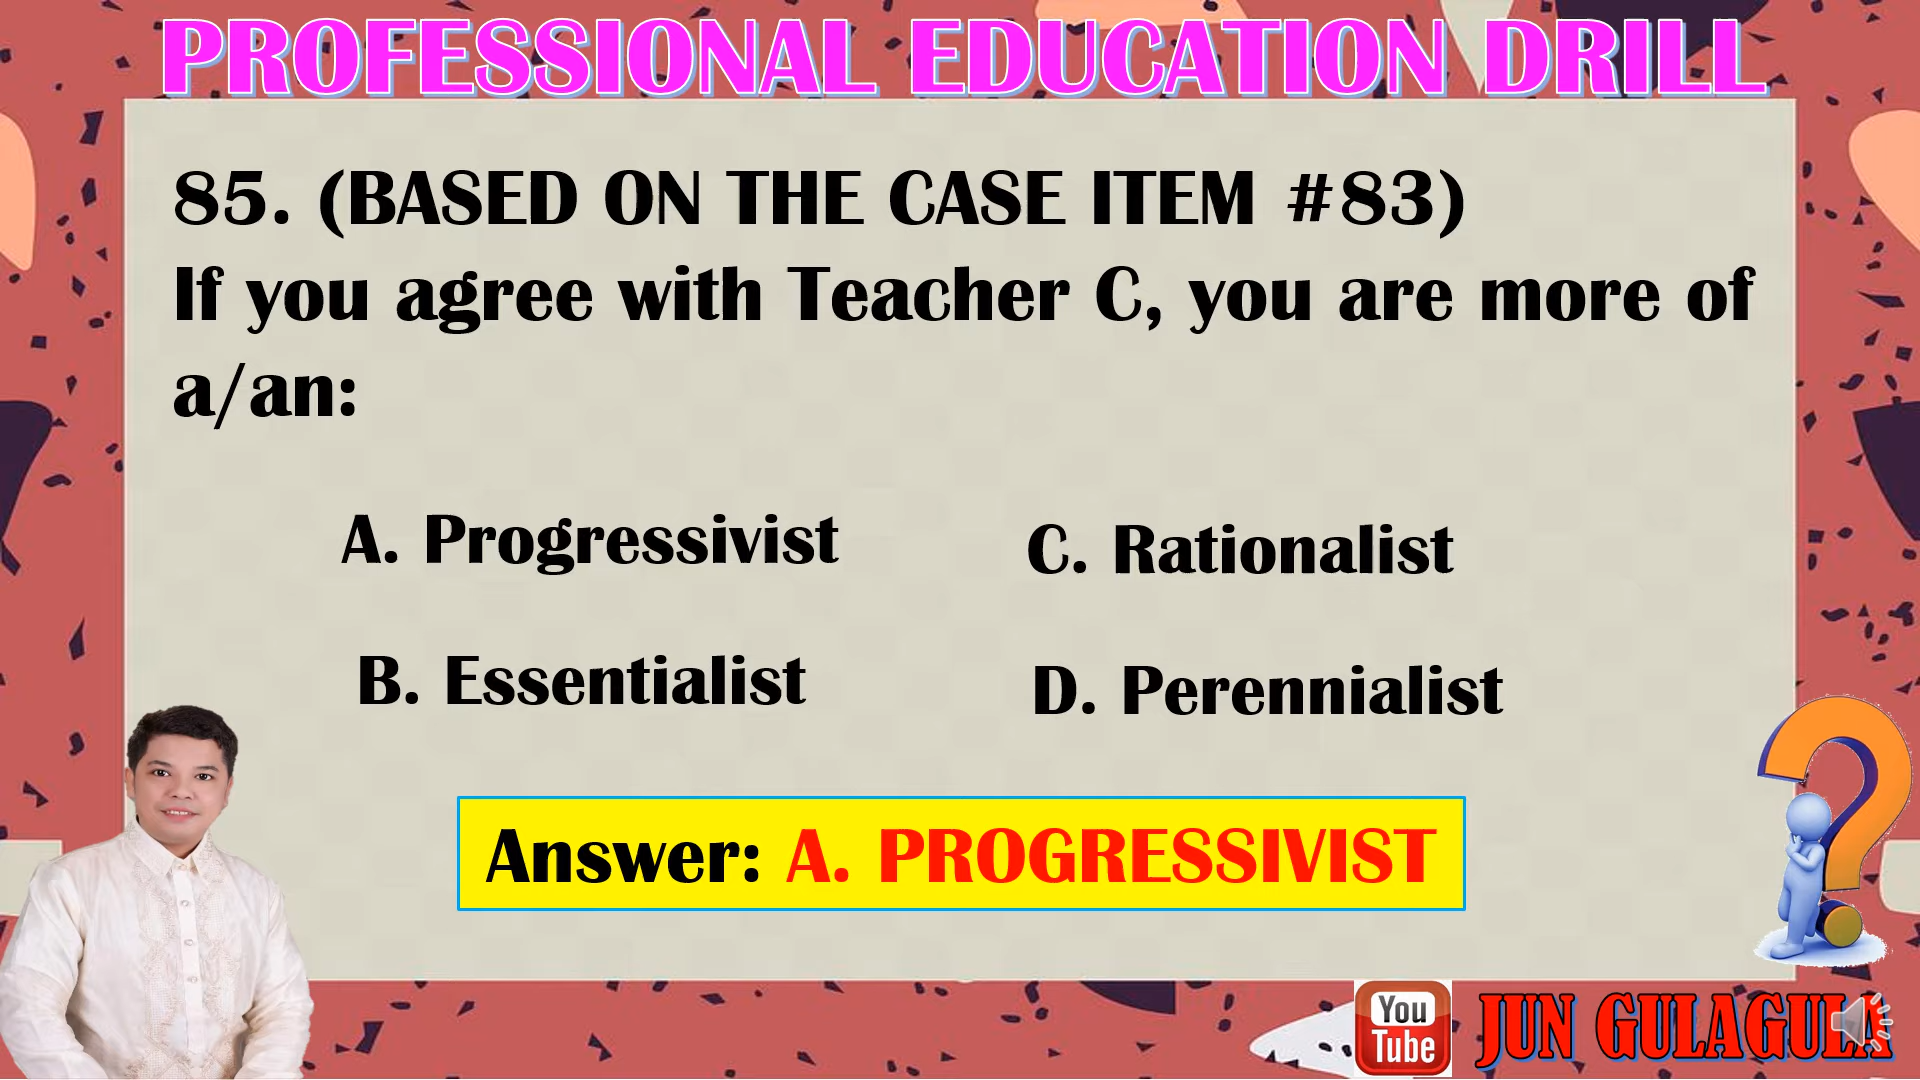 PROFESSIONAL EDUCATION DRILL
85. (BASED ON THE CASE ITEM #83)
If you agree with Teacher C, you are more of
a/an:
A. Progressivist
C. Rationalist
B. Essentialist
D. Perennialist
Answer: A. PROGRESSIVIST
You
Tube
JUN GULAGULA